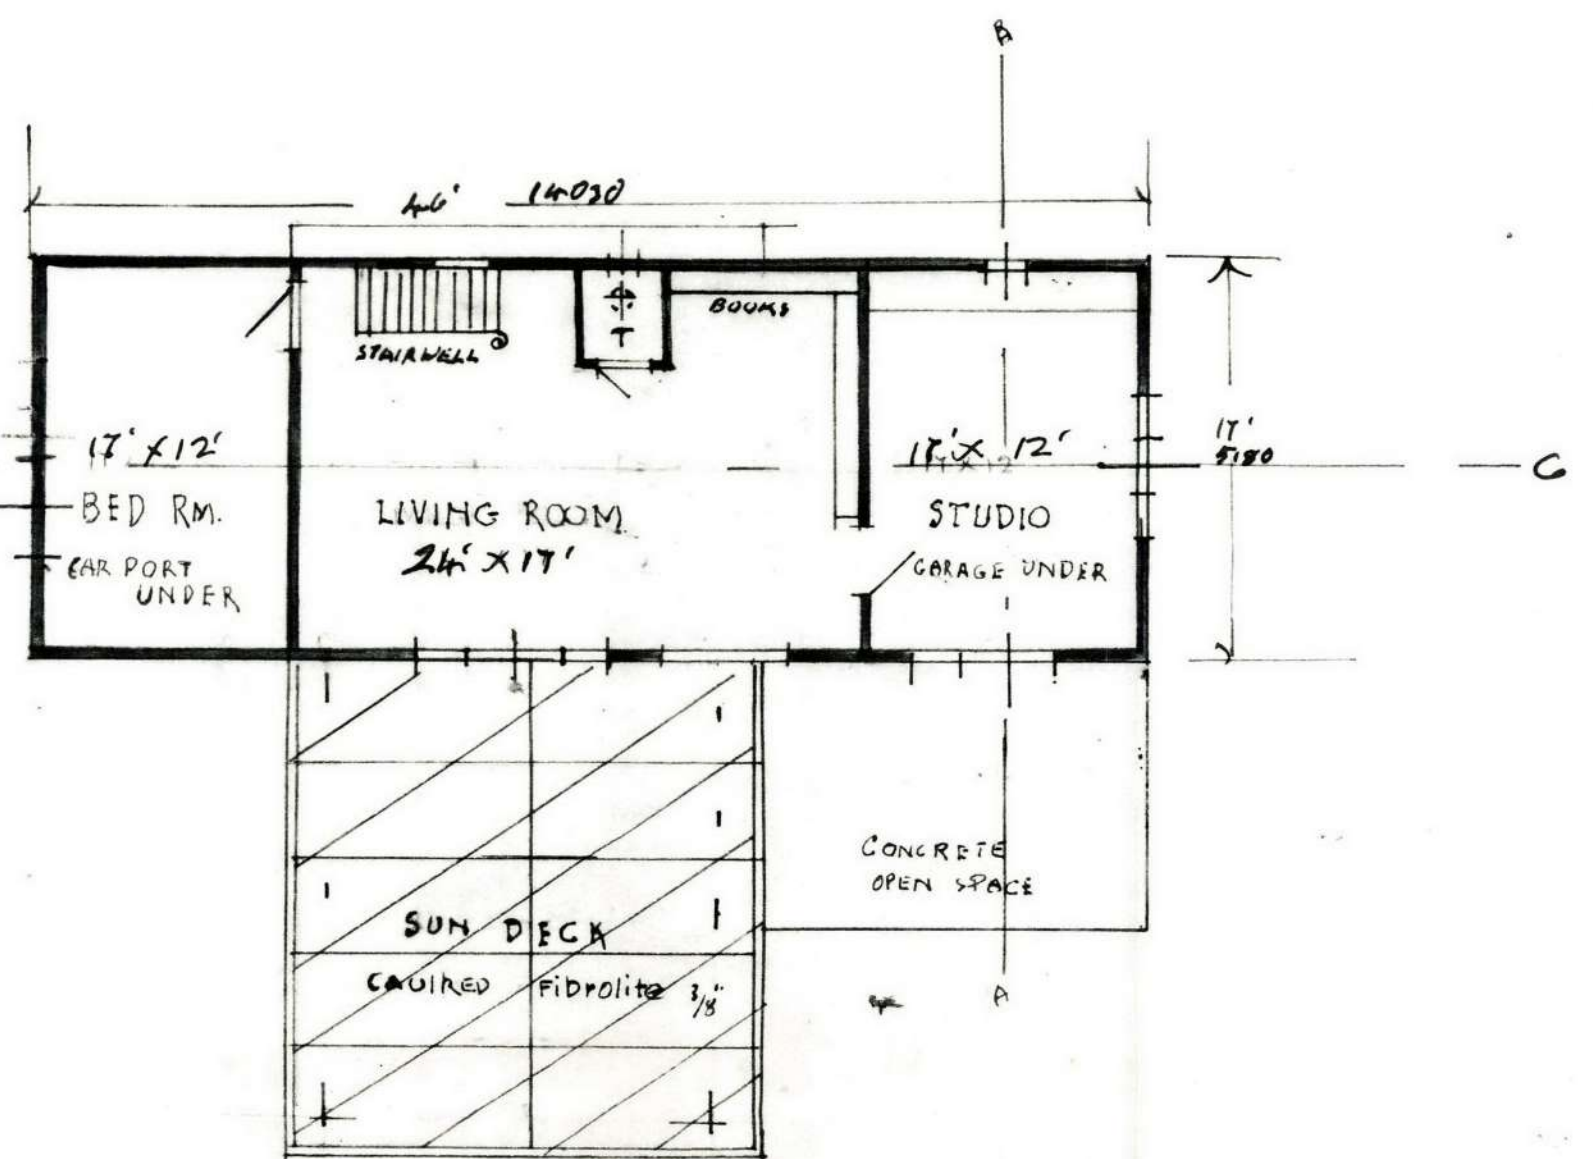 A
46' 14030
BOOKS
T
STAIRWELL
17' X 12'
BED RM.
CAR PORT
UNDER
LIVING ROOM
24' X 17'
17' X 12'
STUDIO
GARAGE UNDER
17'
5180
C
CONCRETE
OPEN SPACE
SUN DECK
CAULKED Fibrolite 3/8"
A